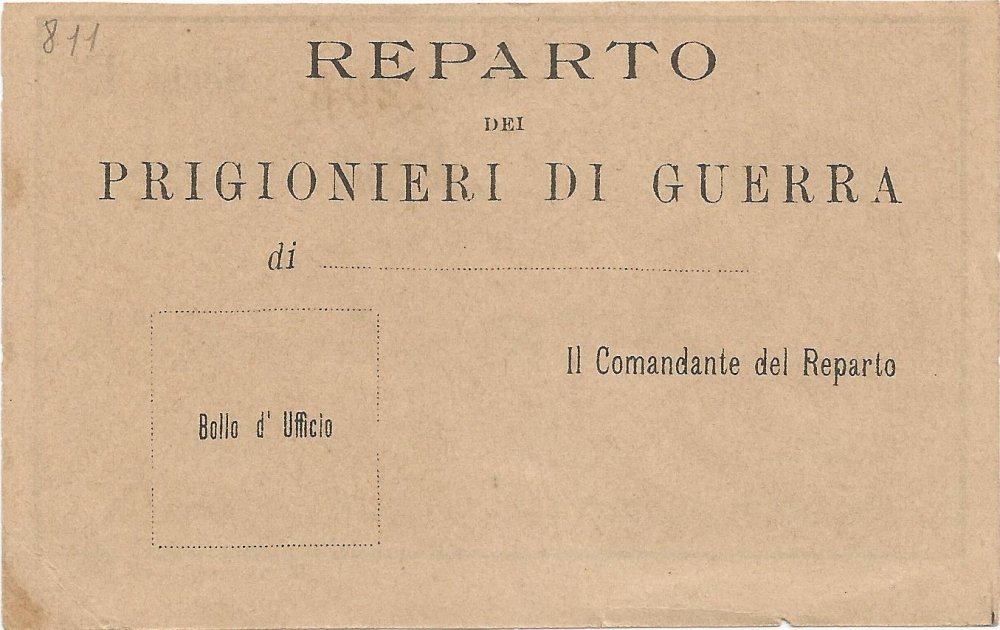 811
REPARTO
DEI
PRIGIONIERI DI GUERRA
di
Il Comandante del Reparto
Bollo d' Ufficio